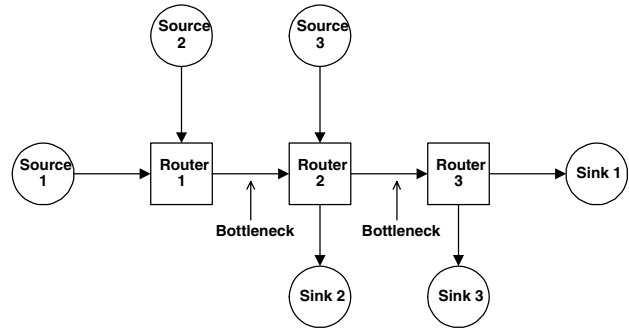 Source
2
Source
3
Source
1
Router
1
Router
2
Router
3
Sink 1
Bottleneck
Bottleneck
Sink 2
Sink 3